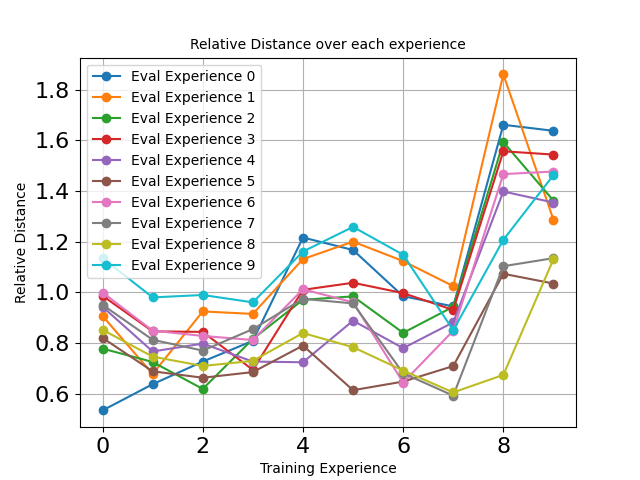 Relative Distance over each experience
Relative Distance
1.8
1.6
1.4
1.2
1.0
0.8
0.6
Eval Experience 0
Eval Experience 1
Eval Experience 2
Eval Experience 3
Eval Experience 4
Eval Experience 5
Eval Experience 6
Eval Experience 7
Eval Experience 8
Eval Experience 9
0 2 4 6 8
Training Experience